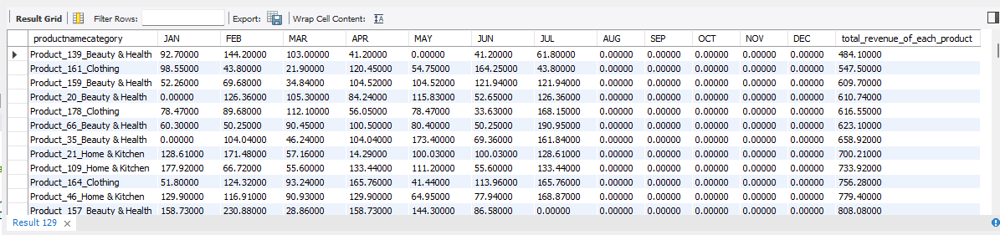 Result Grid Filter Rows: Export: Wrap Cell Content:
productnamecategory JAN FEB MAR APR MAY JUN JUL AUG SEP OCT NOV DEC total_revenue_of_each_product
Product_139_Beauty & Health 92.70000 144.20000 103.00000 41.20000 0.00000 41.20000 61.80000 0.00000 0.00000 0.00000 0.00000 0.00000 484.10000
Product_161_Clothing 98.55000 43.80000 21.90000 120.45000 54.75000 164.25000 43.80000 0.00000 0.00000 0.00000 0.00000 0.00000 547.50000
Product_159_Beauty & Health 52.26000 69.68000 34.84000 104.52000 104.52000 121.94000 121.94000 0.00000 0.00000 0.00000 0.00000 0.00000 609.70000
Product_20_Beauty & Health 0.00000 126.36000 105.30000 84.24000 115.83000 52.65000 126.36000 0.00000 0.00000 0.00000 0.00000 0.00000 610.74000
Product_178_Clothing 78.47000 89.68000 112.10000 56.05000 78.47000 33.63000 168.15000 0.00000 0.00000 0.00000 0.00000 0.00000 616.55000
Product_66_Beauty & Health 60.30000 50.25000 90.45000 100.50000 80.40000 50.25000 190.95000 0.00000 0.00000 0.00000 0.00000 0.00000 623.10000
Product_35_Beauty & Health 0.00000 104.04000 46.24000 104.04000 173.40000 69.36000 161.84000 0.00000 0.00000 0.00000 0.00000 0.00000 658.92000
Product_21_Home & Kitchen 128.61000 171.48000 57.16000 14.29000 100.03000 100.03000 128.61000 0.00000 0.00000 0.00000 0.00000 0.00000 700.21000
Product_109_Home & Kitchen 177.92000 66.72000 55.60000 133.44000 111.20000 55.60000 133.44000 0.00000 0.00000 0.00000 0.00000 0.00000 733.92000
Product_164_Clothing 51.80000 124.32000 93.24000 165.76000 41.44000 113.96000 165.76000 0.00000 0.00000 0.00000 0.00000 0.00000 756.28000
Product_46_Home & Kitchen 129.90000 116.91000 90.93000 129.90000 64.95000 77.94000 168.87000 0.00000 0.00000 0.00000 0.00000 0.00000 779.40000
Product_157_Beauty & Health 158.73000 230.88000 28.86000 158.73000 144.30000 86.58000 0.00000 0.00000 0.00000 0.00000 0.00000 0.00000 808.08000
Result 129